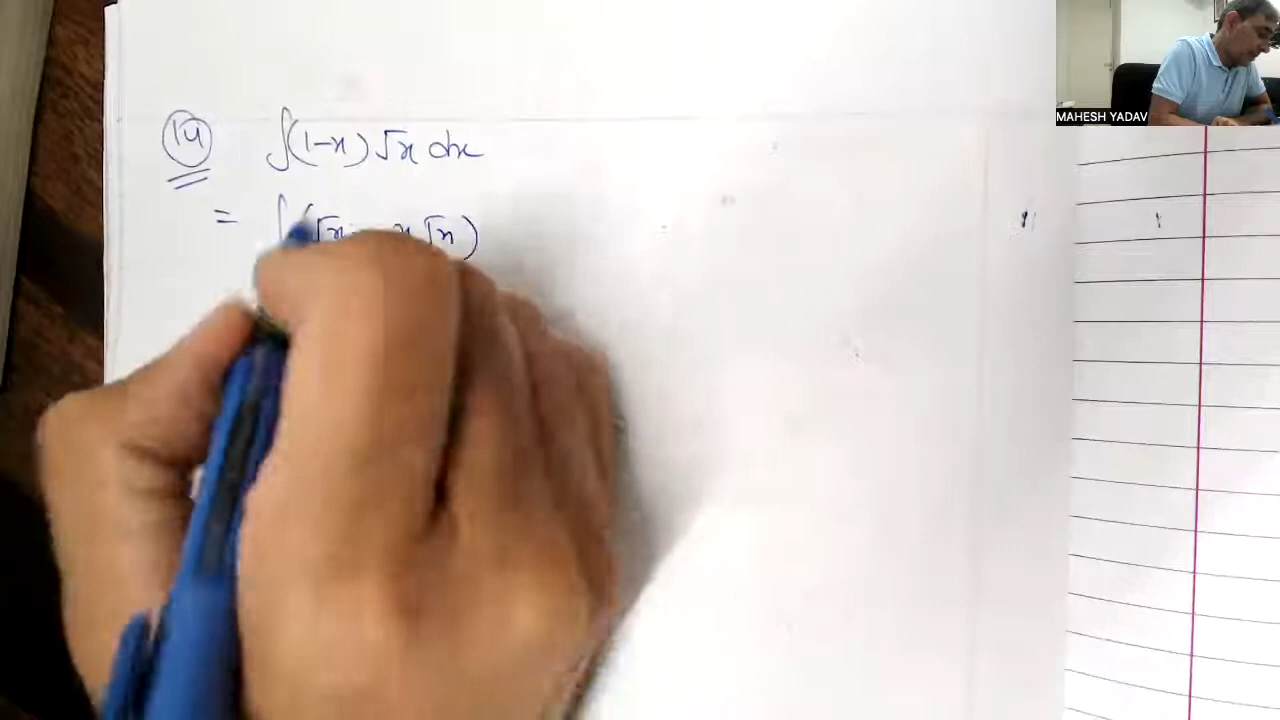 14 ∫(1-x) √x dx
= ∫(√x - x √x)
MAHESH YADAV